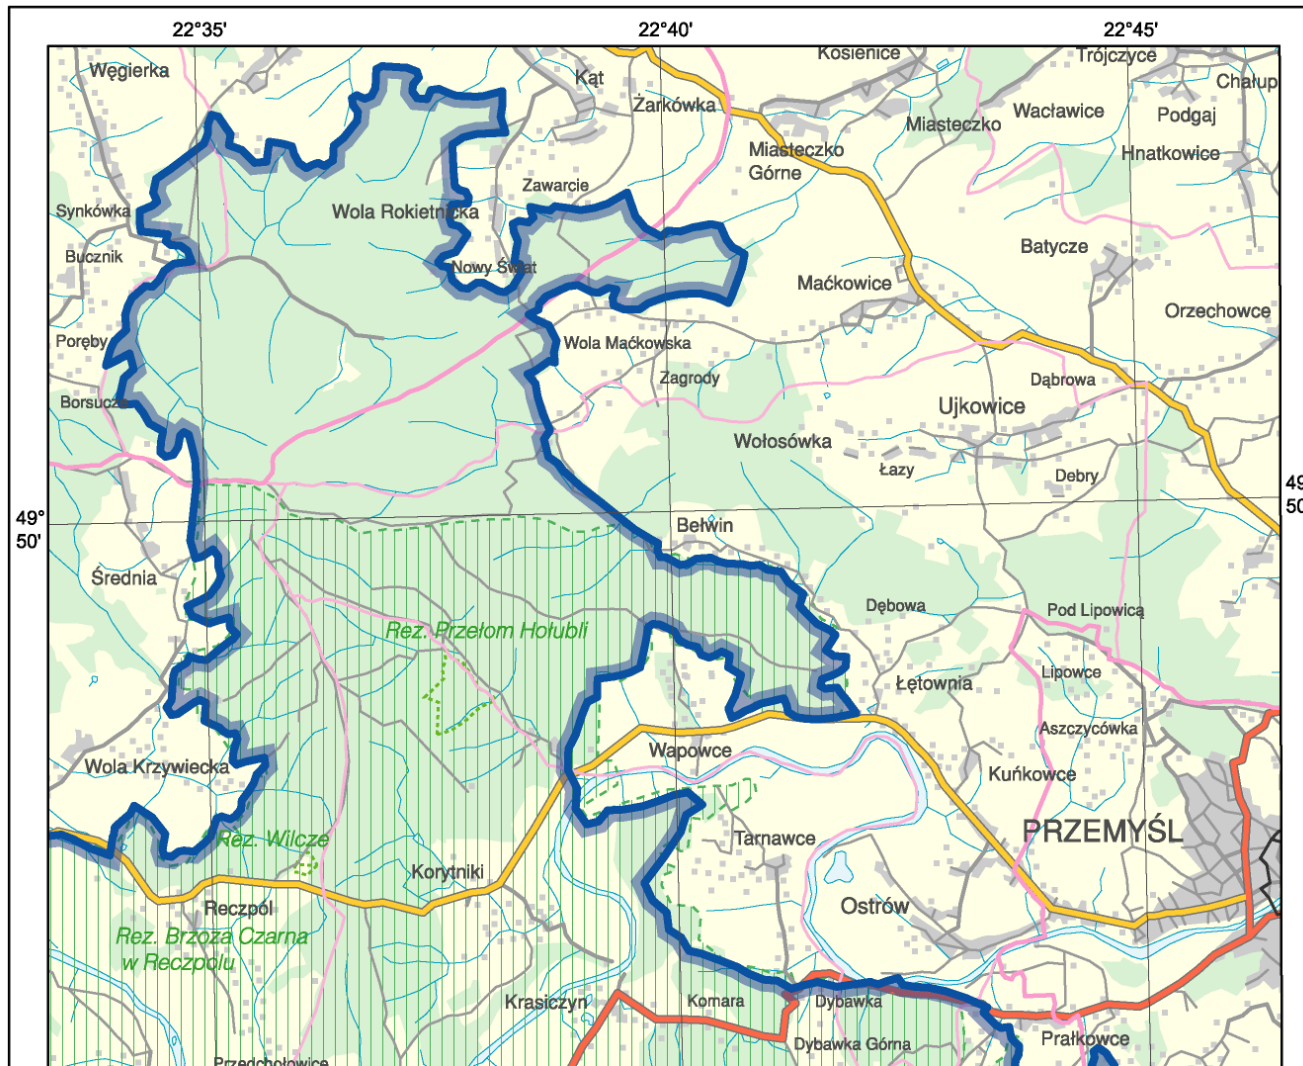 22°35'
22°40'
22°45'
Węgierka
Kąt
Kosienice
Trójczyce
Chałup
Żarkówka
Wacławice
Podgaj
Miasteczko
Miasteczko
Górne
Hnatkowice
Zawarcie
Synkówka
Wola Rokietnicka
Bucznik
Nowy Świat
Batycze
Maćkowice
Orzechowce
Poręby
Wola Maćkowska
Zagrody
Dąbrowa
Borsucza
Ujkowice
Wołosówka
Łazy
Debry
49°
50'
49
50
Bełwin
Średnia
Dębowa
Pod Lipowicą
Rez. Przełom Hołubli
Lipowce
Łętownia
Aszczycówka
Wapowce
Wola Krzywiecka
Kuńkowce
PRZEMYŚL
Rez. Wilcze
Tarnawce
Korytniki
Reczpól
Ostrów
Rez. Brzoza Czarna
w Reczpolu
Krasiczyn
Komara
Dybawka
Prałkowce
Dybawka Górna
Przedchołowice